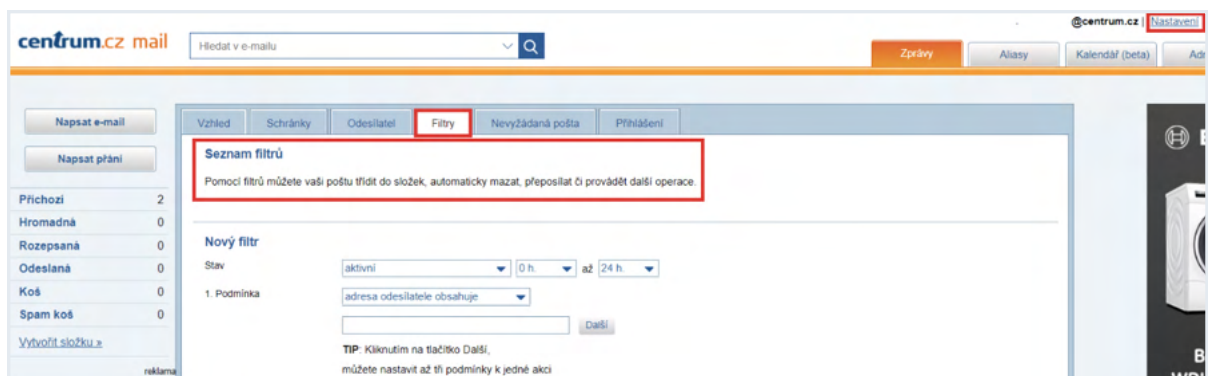 @centrum.cz | Nastavení
centrum.cz mail
Hledat v e-mailu
Zprávy
Aliasy
Kalendář (beta)
Adr
Napsat e-mail
Napsat přání
Vzhled
Schránky
Odesílatel
Filtry
Nevyžádaná pošta
Přihlášení
Seznam filtrů
Pomocí filtrů můžete vaši poštu třídit do složek, automaticky mazat, přeposílat či provádět další operace.
Příchozí 2
Hromadná 0
Rozepsaná 0
Odeslaná 0
Koš 0
Spam koš 0
Vytvořit složku »
reklama
Nový filtr
Stav
aktivní
0 h.
až
24 h.
1. Podmínka
adresa odesílatele obsahuje
Další
TIP: Kliknutím na tlačítko Další,
můžete nastavit až tři podmínky k jedné akci
B